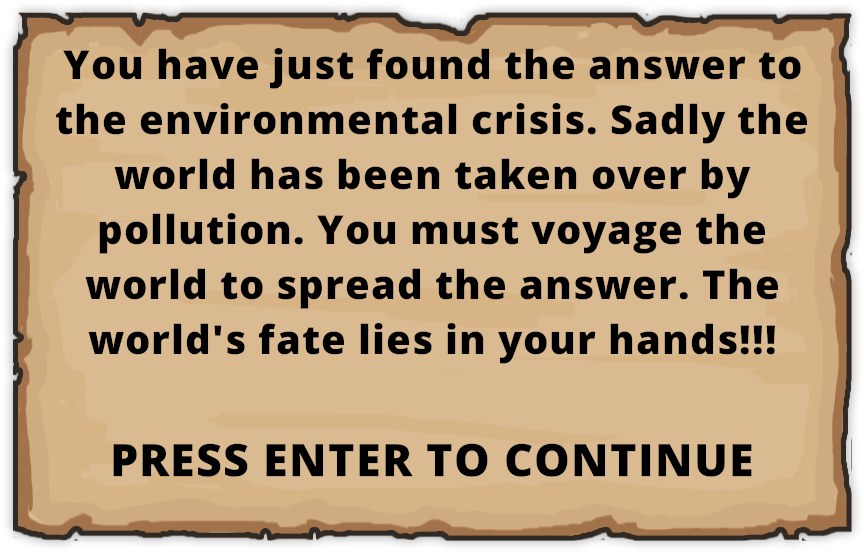 You have just found the answer to
the environmental crisis. Sadly the
world has been taken over by
pollution. You must voyage the
world to spread the answer. The
world's fate lies in your hands!!!
PRESS ENTER TO CONTINUE